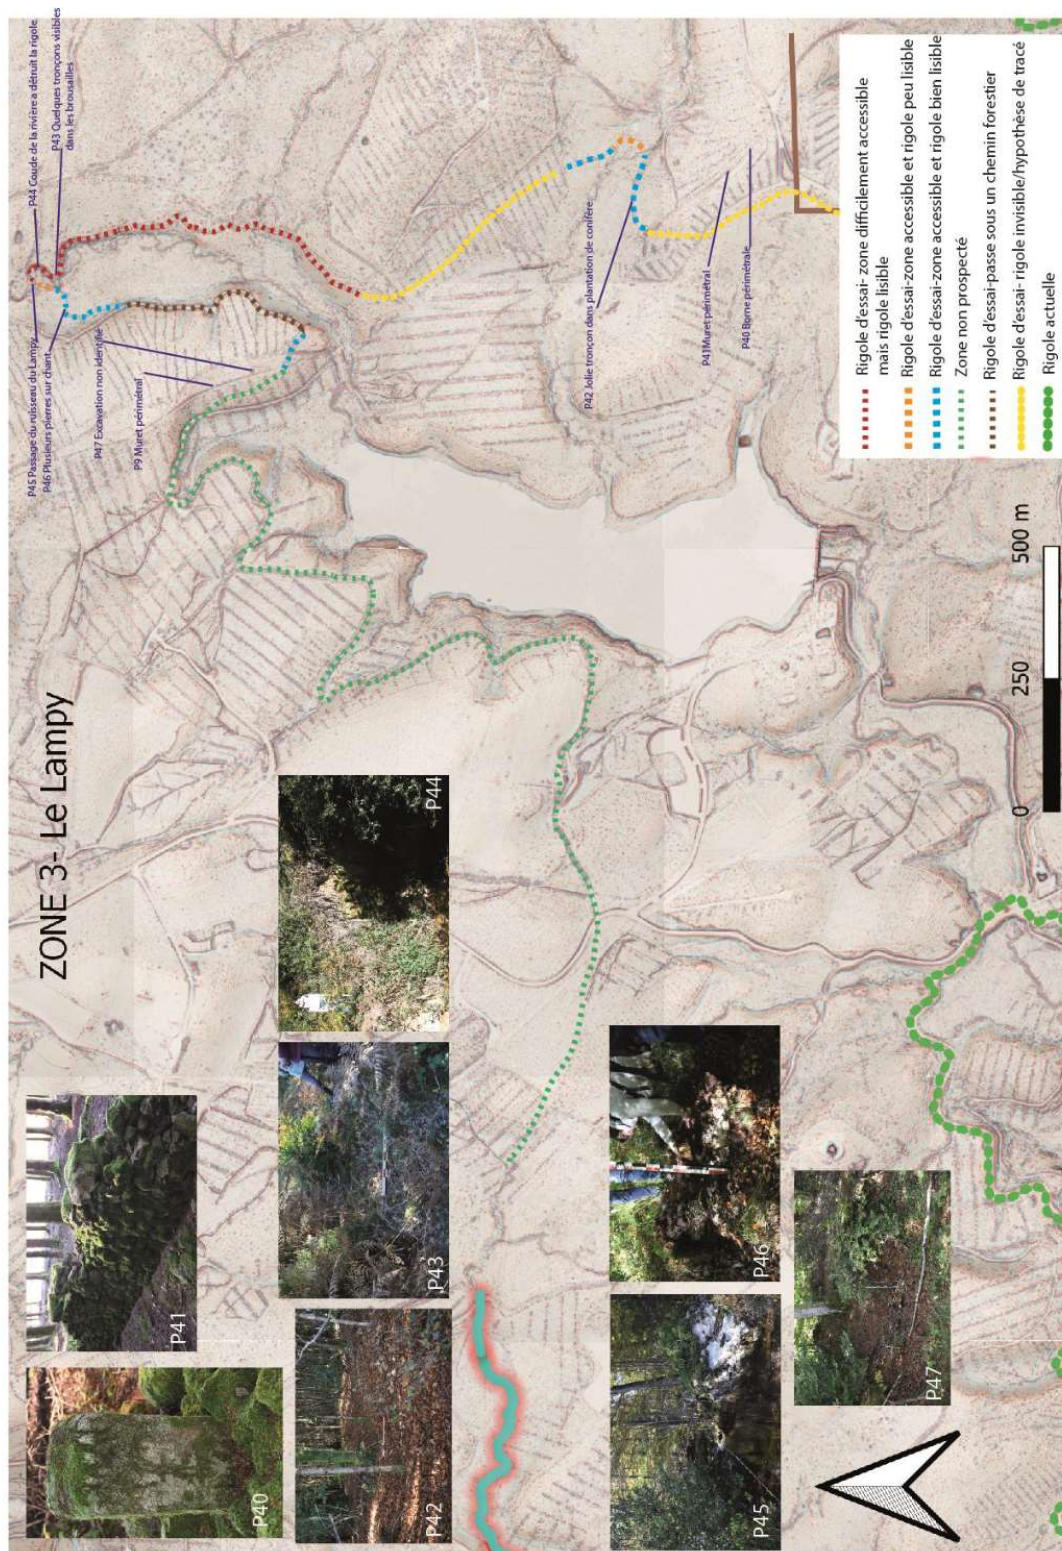 ZONE 3- Le Lampy
P40
P41
P42
P43
P44
P45
P46
P47
P45 Passage du ruisseau du Lampy
P46 Plusieurs pierres sur chant
P44 Coude de la rivière a détruit la rigole
P43 Quelques tronçons visibles
dans les brousailles
P47 Excavation non identifié
P9 Muret périmétral
P42 Jolie tronçon dans plantation de conifère
P41Muret périmétral
P40 Borne périmétrale
0
250
500 m
Rigole d'essai- zone difficilement accessible
mais rigole lisible
Rigole d'essai-zone accessible et rigole peu lisible
Rigole d'essai-zone accessible et rigole bien lisible
Zone non prospecté
Rigole d'essai-passe sous un chemin forestier
Rigole d'essai- rigole invisible/hypothèse de tracé
Rigole actuelle